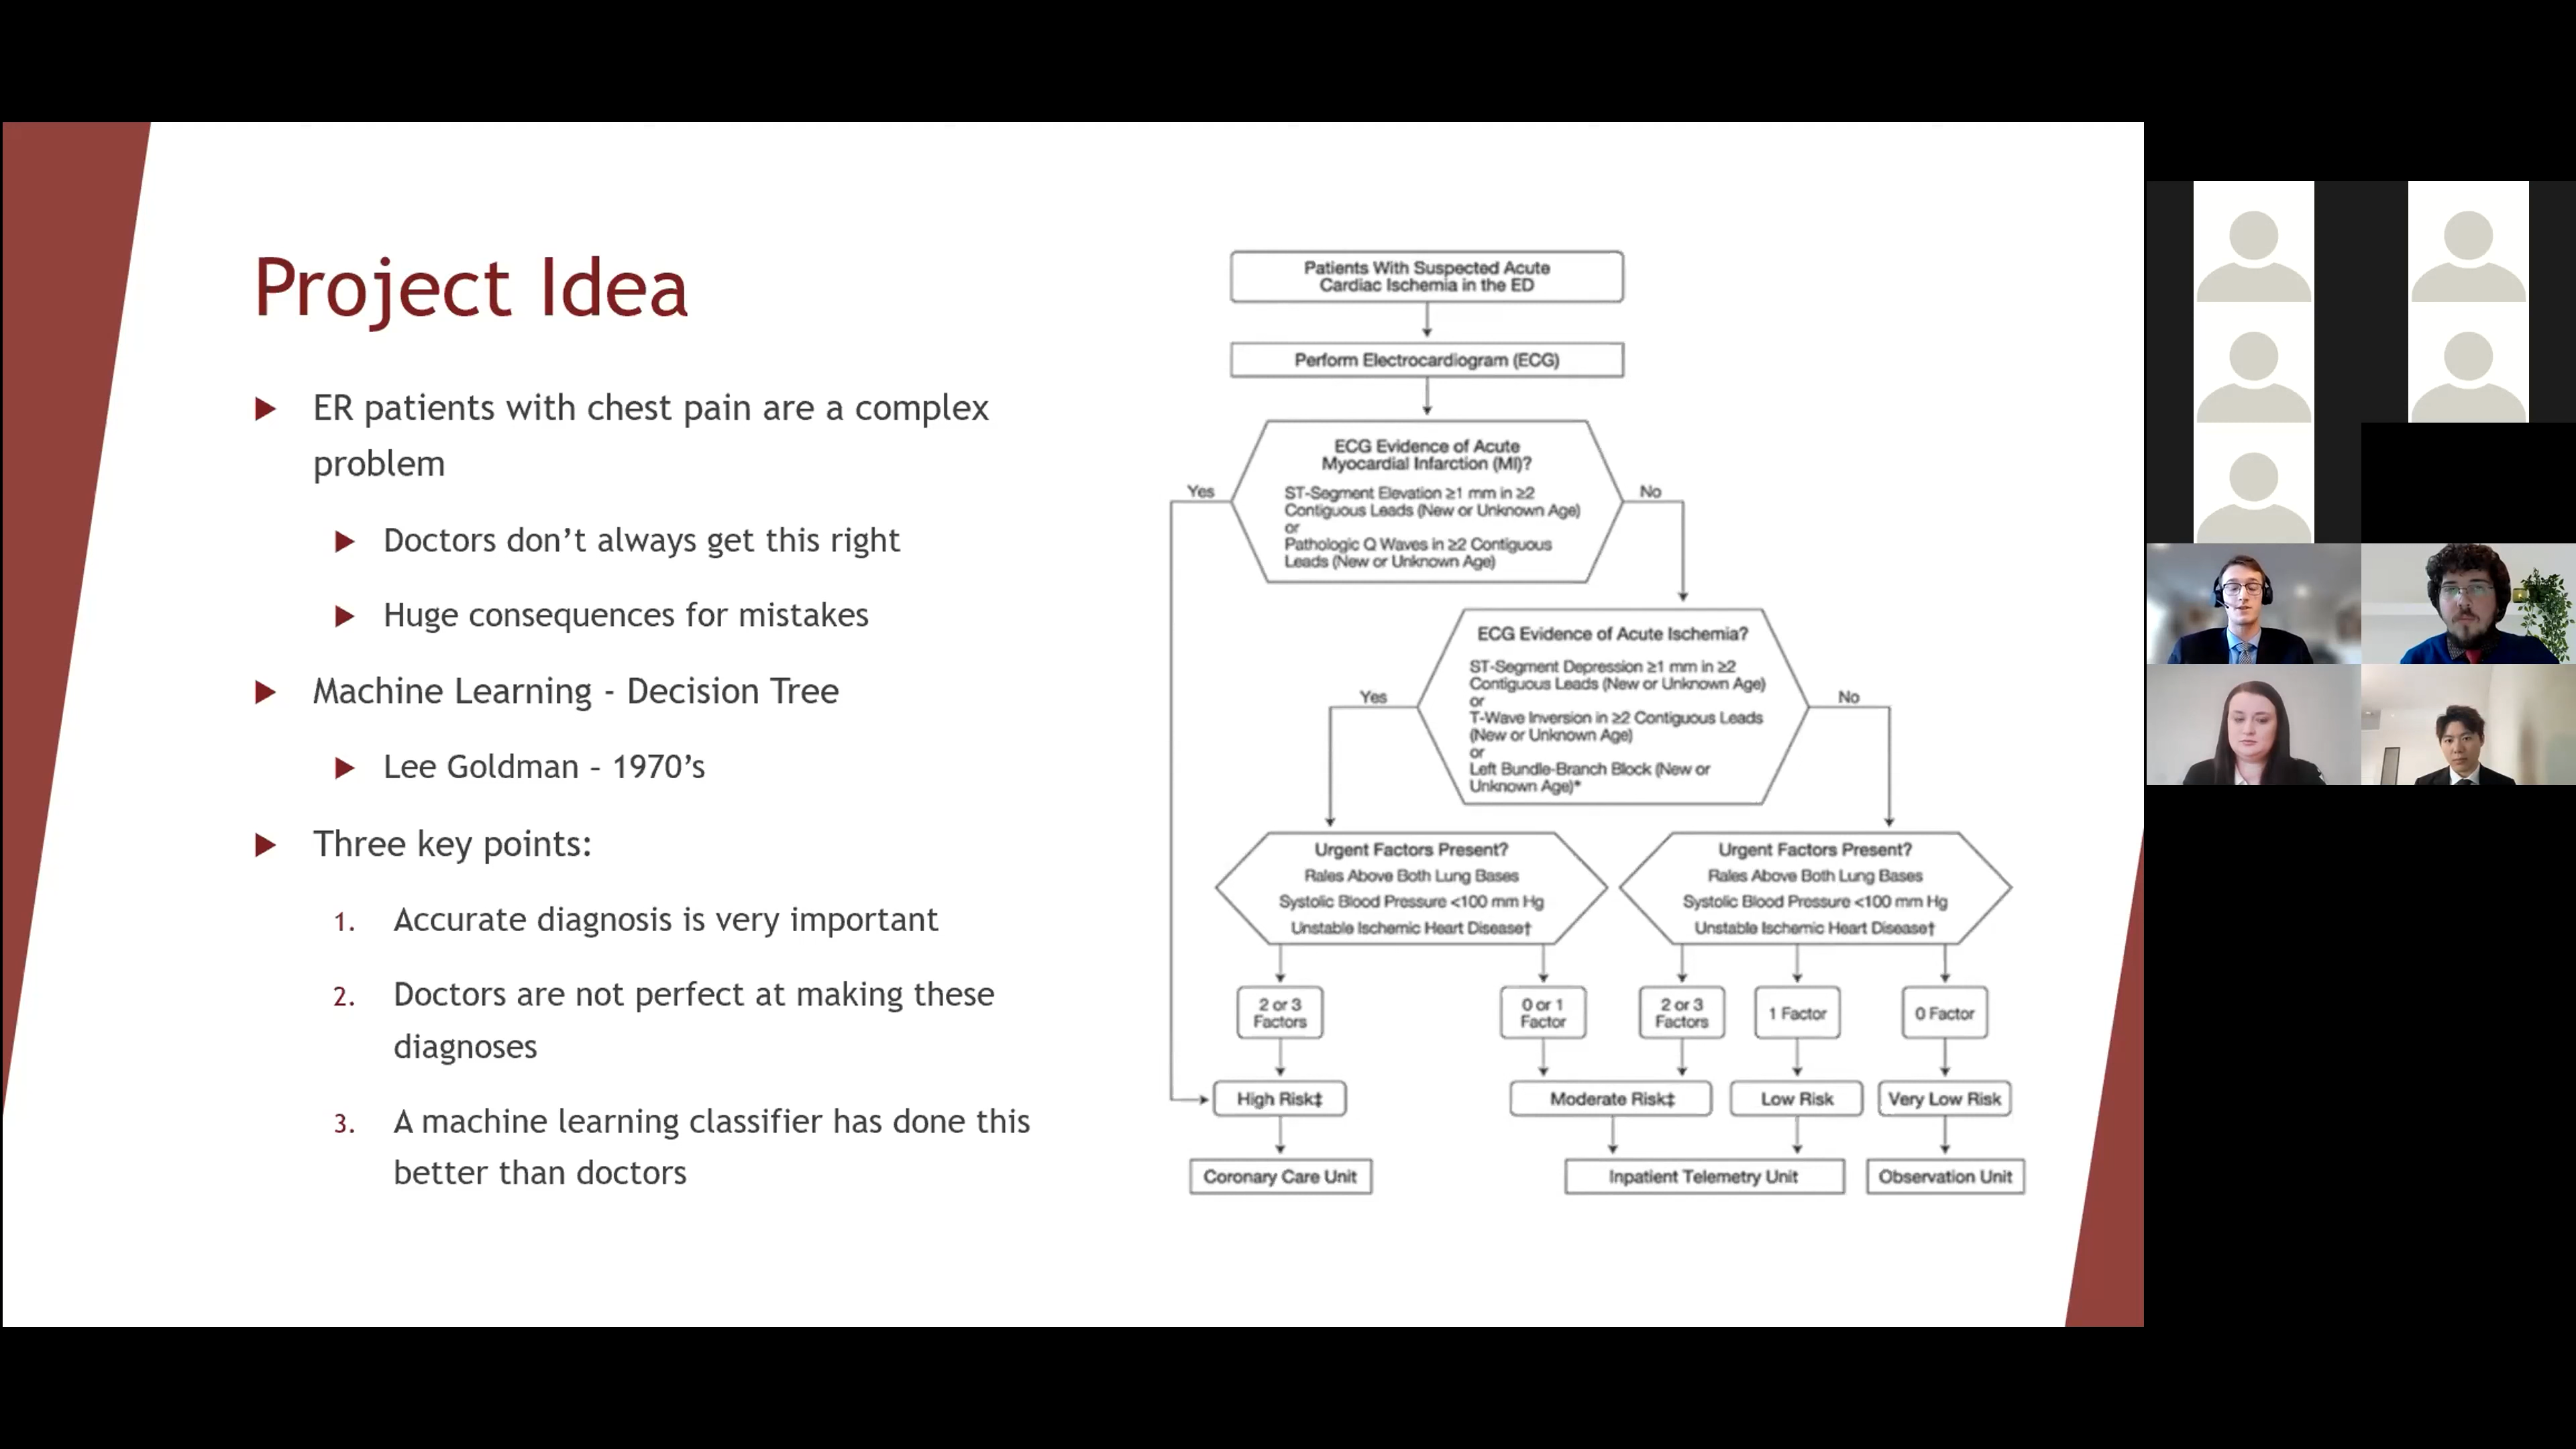 Project Idea
ER patients with chest pain are a complex
problem
Doctors don’t always get this right
Huge consequences for mistakes
Machine Learning - Decision Tree
Lee Goldman – 1970’s
Three key points:
1. Accurate diagnosis is very important
2. Doctors are not perfect at making these
diagnoses
3. A machine learning classifier has done this
better than doctors
Patients With Suspected Acute
Cardiac Ischemia in the ED
Perform Electrocardiogram (ECG)
ECG Evidence of Acute
Myocardial Infarction (MI)?
ST-Segment Elevation ≥1 mm in ≥2
Contiguous Leads (New or Unknown Age)
or
Pathologic Q Waves in ≥2 Contiguous
Leads (New or Unknown Age)
Yes
No
ECG Evidence of Acute Ischemia?
ST-Segment Depression ≥1 mm in ≥2
Contiguous Leads (New or Unknown Age)
or
T-Wave Inversion in ≥2 Contiguous Leads
(New or Unknown Age)
or
Left Bundle-Branch Block (New or
Unknown Age)*
Yes
No
Urgent Factors Present?
Rales Above Both Lung Bases
Systolic Blood Pressure <100 mm Hg
Unstable Ischemic Heart Disease†
Urgent Factors Present?
Rales Above Both Lung Bases
Systolic Blood Pressure <100 mm Hg
Unstable Ischemic Heart Disease†
2 or 3
Factors
0 or 1
Factor
2 or 3
Factors
1 Factor
0 Factor
High Risk‡
Moderate Risk‡
Low Risk
Very Low Risk
Coronary Care Unit
Inpatient Telemetry Unit
Observation Unit